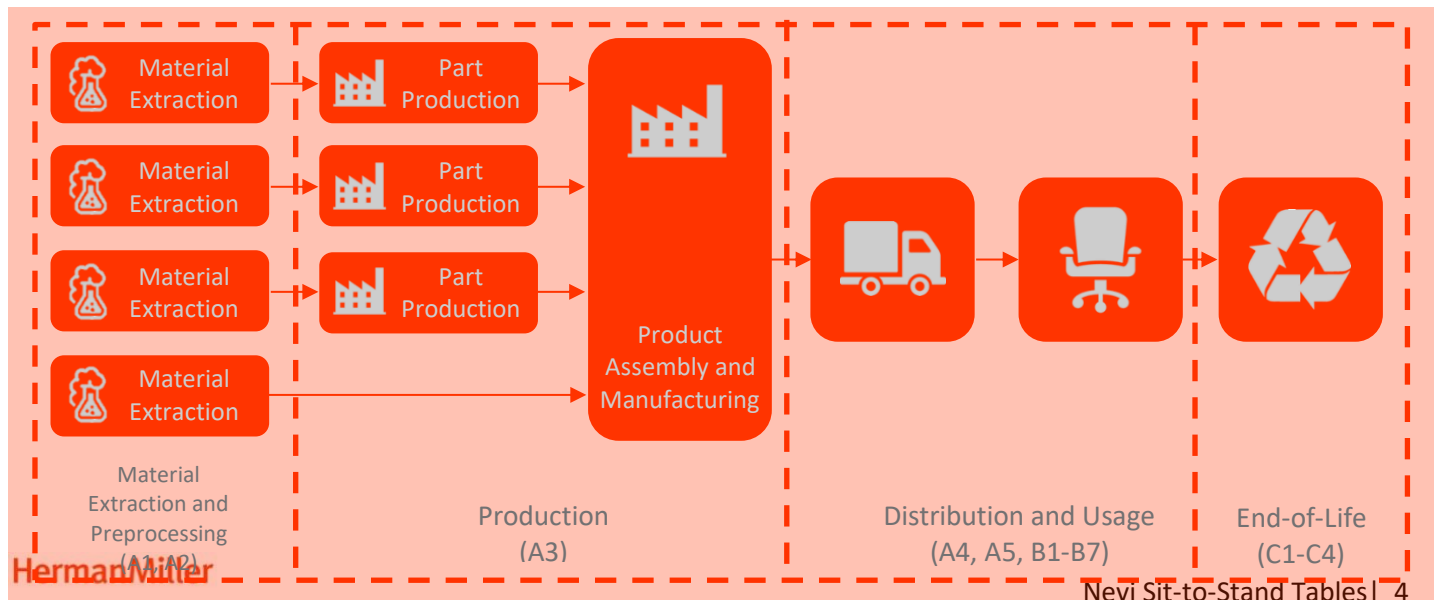 Material
Extraction
Part
Production
Material
Extraction
Part
Production
Material
Extraction
Part
Production
Material
Extraction
Product
Assembly and
Manufacturing
Material
Extraction and
Preprocessing
(A1, A2)
Production
(A3)
Distribution and Usage
(A4, A5, B1-B7)
End-of-Life
(C1-C4)
HermanMiller
Nevi Sit-to-Stand Tables| 4